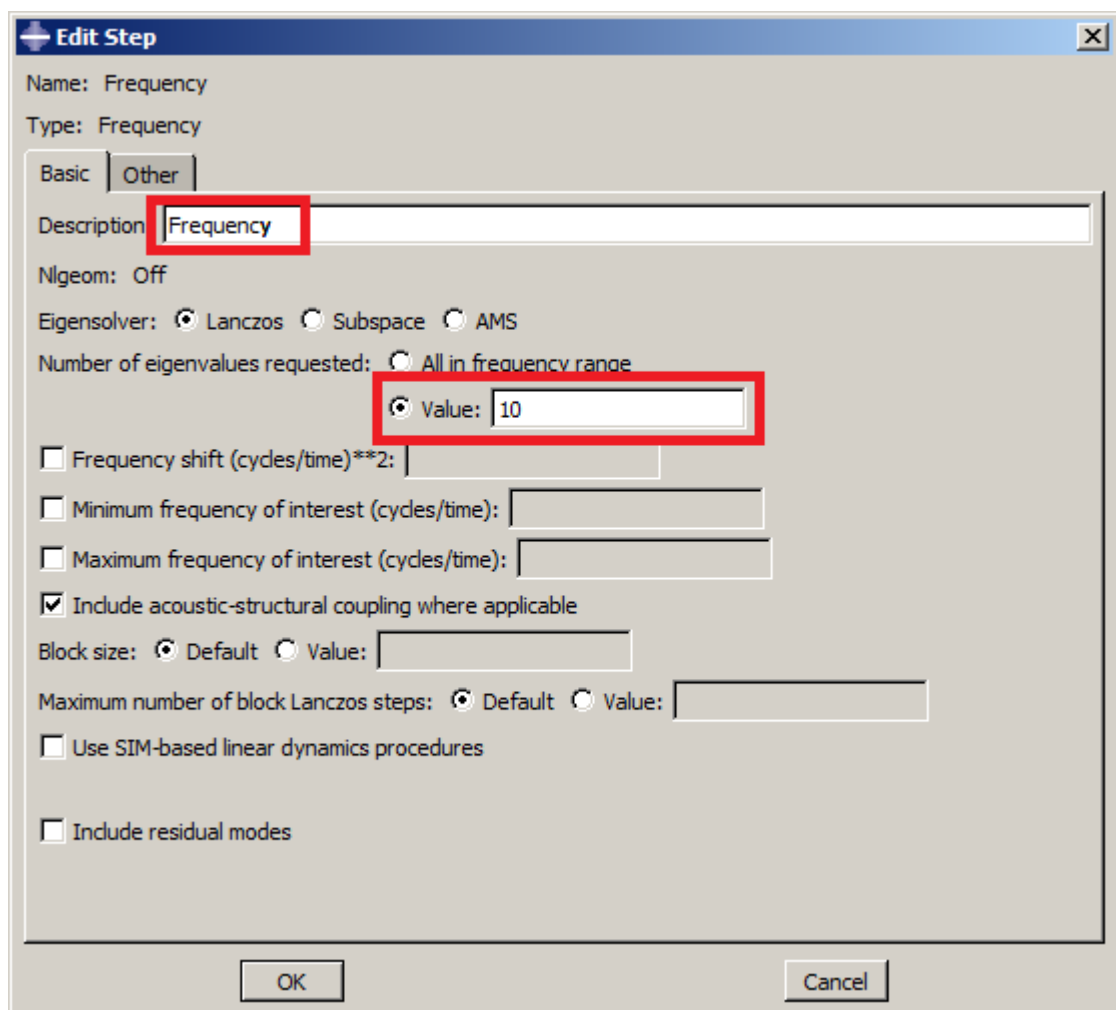 Edit Step
Name: Frequency
Type: Frequency
Basic Other
Description Frequency
Nlgeom: Off
Eigensolver: Lanczos Subspace AMS
Number of eigenvalues requested: All in frequency range
Value: 10
Frequency shift (cycles/time)**2:
Minimum frequency of interest (cycles/time):
Maximum frequency of interest (cycles/time):
Include acoustic-structural coupling where applicable
Block size: Default Value:
Maximum number of block Lanczos steps: Default Value:
Use SIM-based linear dynamics procedures
Include residual modes
OK Cancel